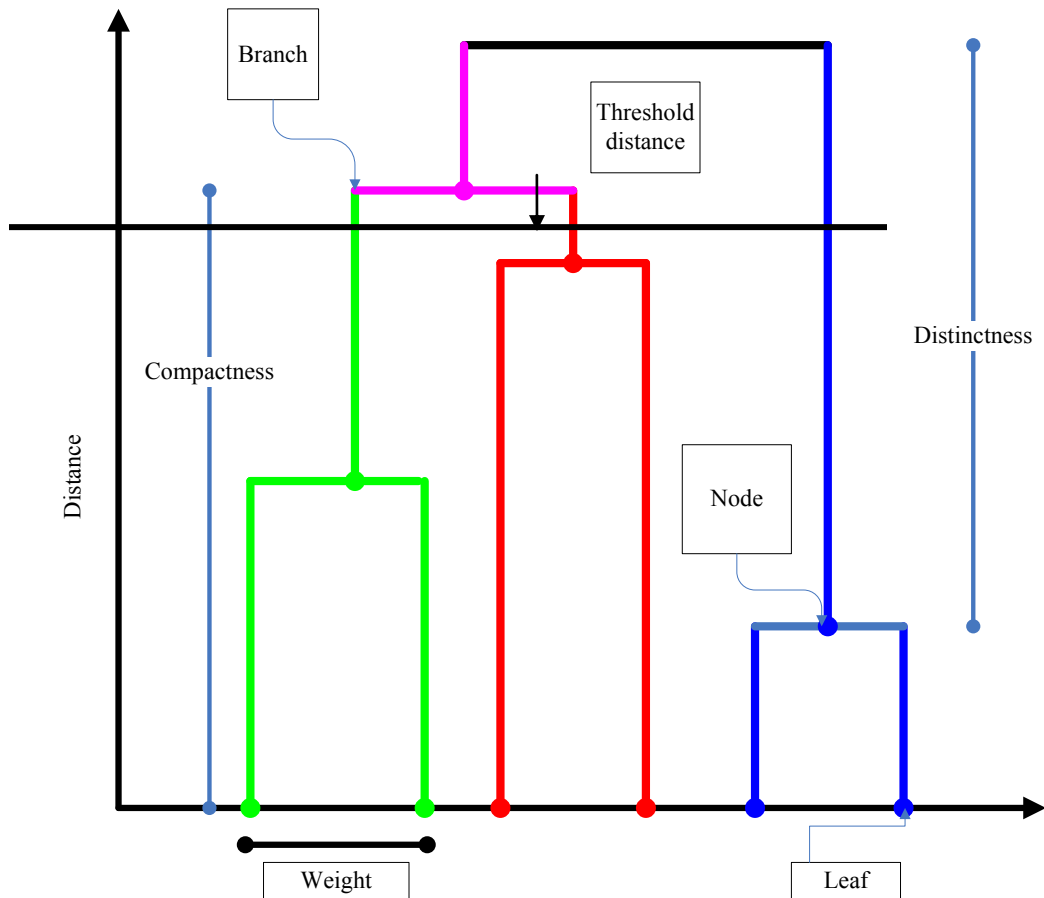 Branch
Threshold
distance
Distinctness
Compactness
Distance
Node
Weight
Leaf